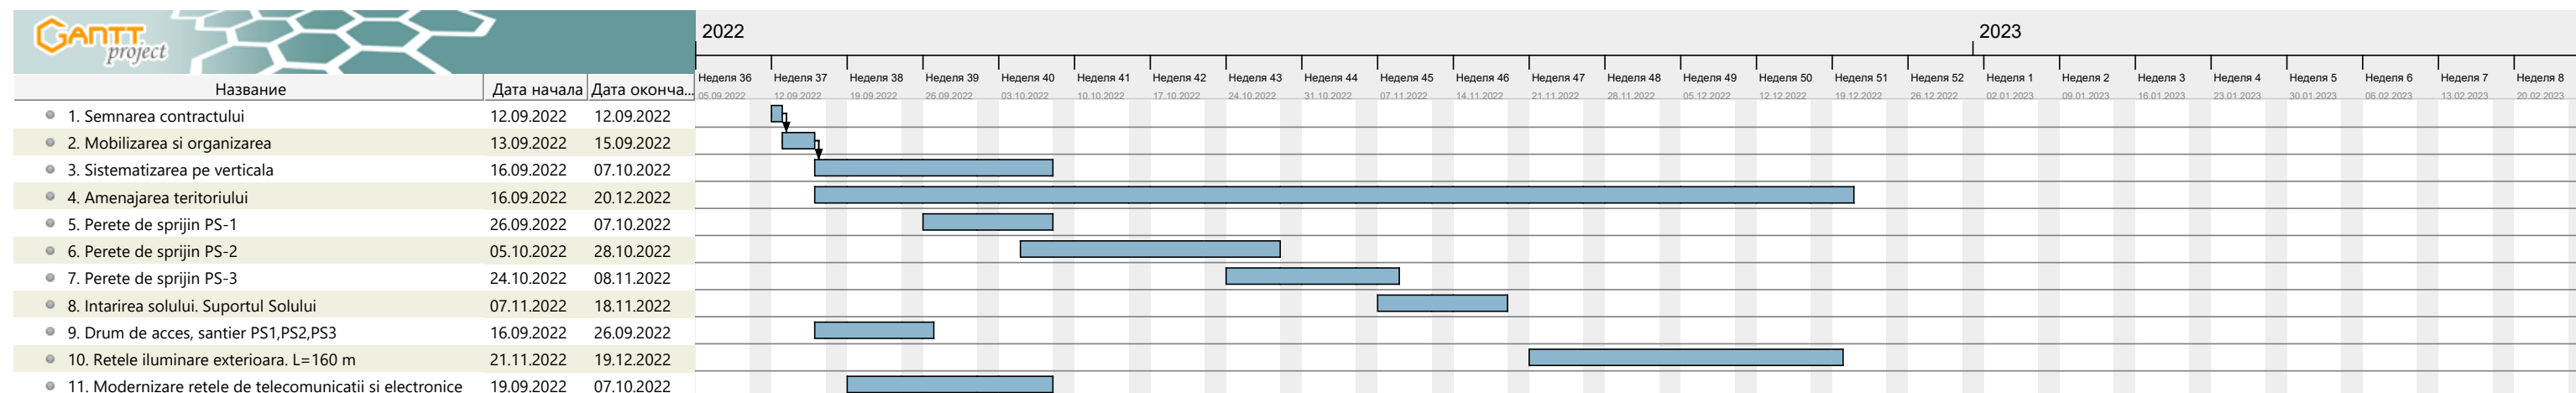 GANTT project
2022 2023
Неделя 36 Неделя 37 Неделя 38 Неделя 39 Неделя 40 Неделя 41 Неделя 42 Неделя 43 Неделя 44 Неделя 45 Неделя 46 Неделя 47 Неделя 48 Неделя 49 Неделя 50 Неделя 51 Неделя 52 Неделя 1 Неделя 2 Неделя 3 Неделя 4 Неделя 5 Неделя 6 Неделя 7 Неделя 8
Название Дата начала Дата оконча...
05.09.2022 12.09.2022 19.09.2022 26.09.2022 03.10.2022 10.10.2022 17.10.2022 24.10.2022 31.10.2022 07.11.2022 14.11.2022 21.11.2022 28.11.2022 05.12.2022 12.12.2022 19.12.2022 26.12.2022 02.01.2023 09.01.2023 16.01.2023 23.01.2023 30.01.2023 06.02.2023 13.02.2023 20.02.2023
1. Semnarea contractului 12.09.2022 12.09.2022
2. Mobilizarea si organizarea 13.09.2022 15.09.2022
3. Sistematizarea pe verticala 16.09.2022 07.10.2022
4. Amenajarea teritoriului 16.09.2022 20.12.2022
5. Perete de sprijin PS-1 26.09.2022 07.10.2022
6. Perete de sprijin PS-2 05.10.2022 28.10.2022
7. Perete de sprijin PS-3 24.10.2022 08.11.2022
8. Intarirea solului. Suportul Solului 07.11.2022 18.11.2022
9. Drum de acces, santier PS1,PS2,PS3 16.09.2022 26.09.2022
10. Retele iluminare exterioara. L=160 m 21.11.2022 19.12.2022
11. Modernizare retele de telecomunicatii si electronice 19.09.2022 07.10.2022